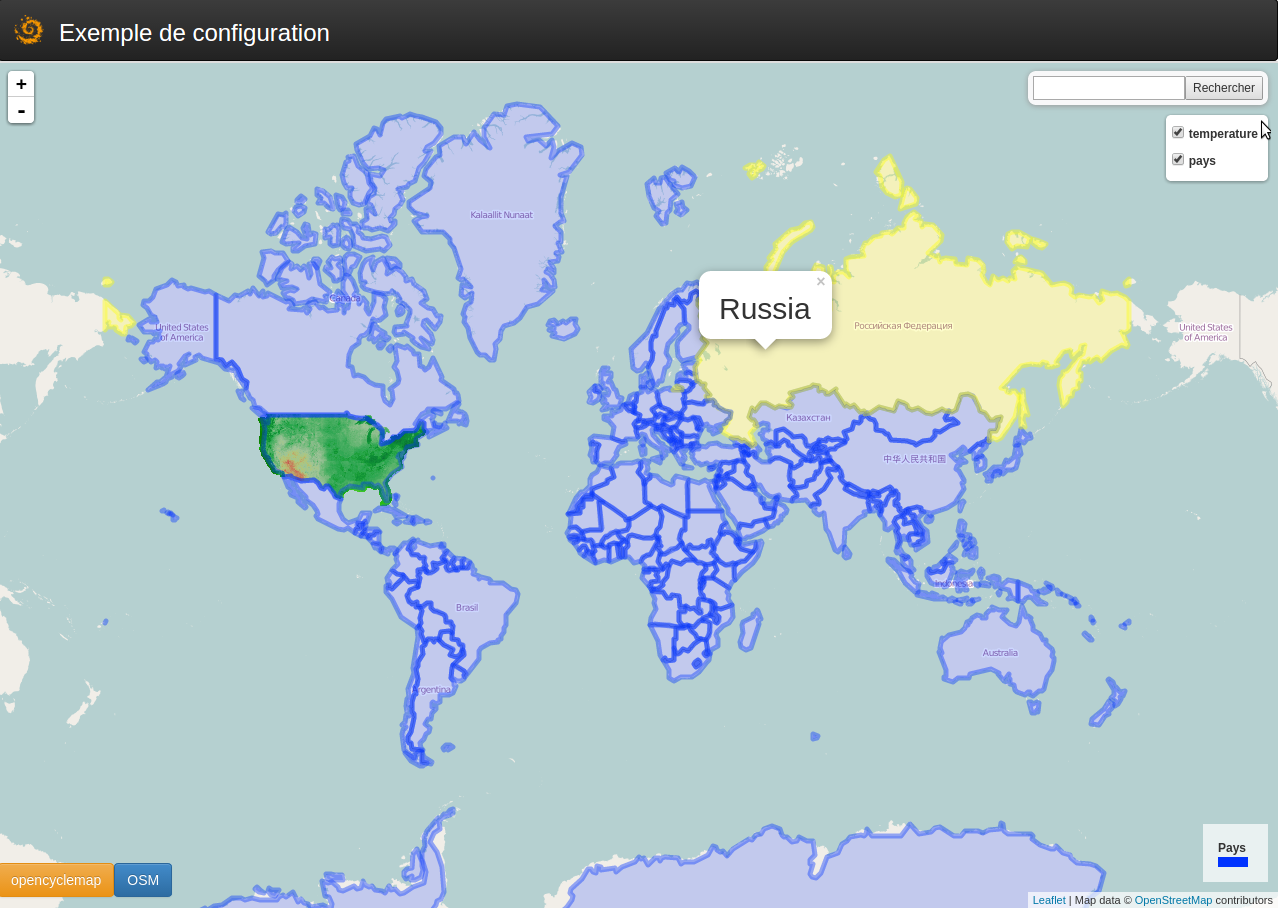 Exemple de configuration
+
-
Rechercher
temperature
pays
Kalaallit Nunaat
Canada
United States
of America
Russia
×
Российская Федерация
United States
of America
Казахстан
中华人民共和国
Indonesia
Brasil
Australia
Argentina
opencyclemap
OSM
Pays
Leaflet | Map data © OpenStreetMap contributors